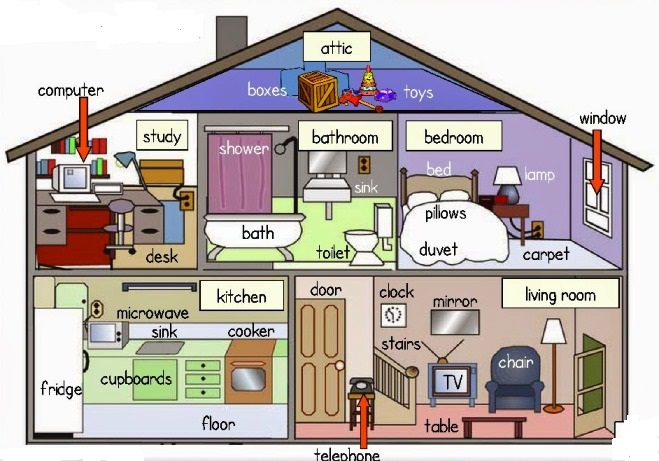 attic
boxes
toys
computer
window
study
shower
bathroom
bedroom
bed
lamp
sink
pillows
bath
desk
toilet
duvet
carpet
kitchen
door
clock
mirror
living room
microwave
sink
cooker
stairs
chair
fridge
cupboards
TV
floor
table
telephone